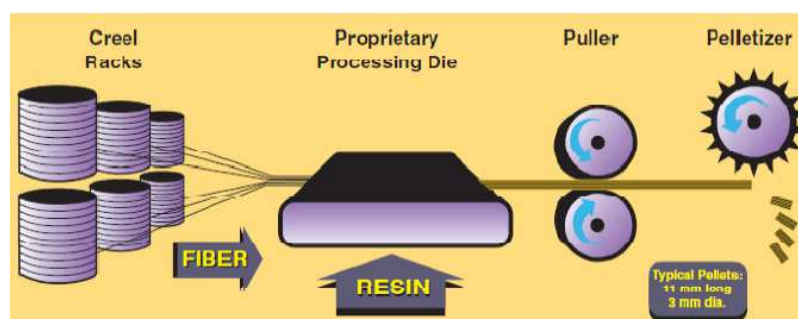 Creel
Racks
Proprietary
Processing Die
Puller
Pelletizer
FIBER
RESIN
Typical Pellets:
11 mm long
3 mm dia.